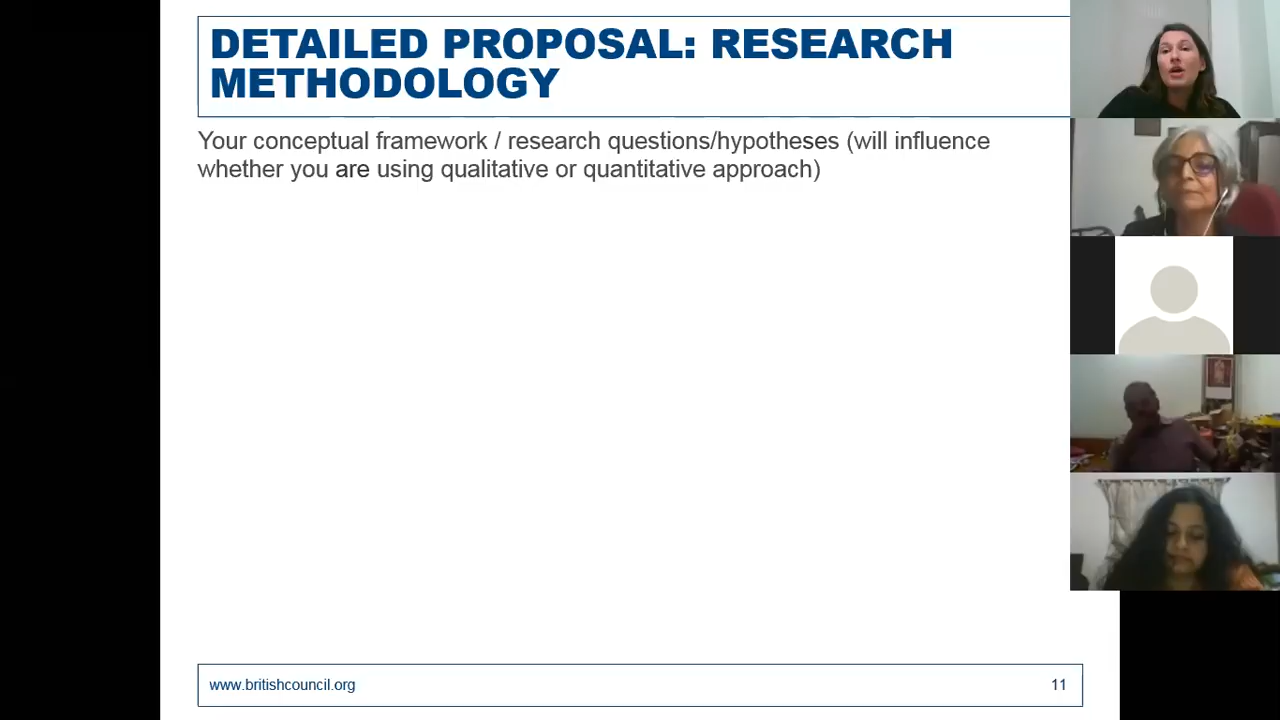 DETAILED PROPOSAL: RESEARCH
METHODOLOGY
Your conceptual framework / research questions/hypotheses (will influence
whether you are using qualitative or quantitative approach)
www.britishcouncil.org
11